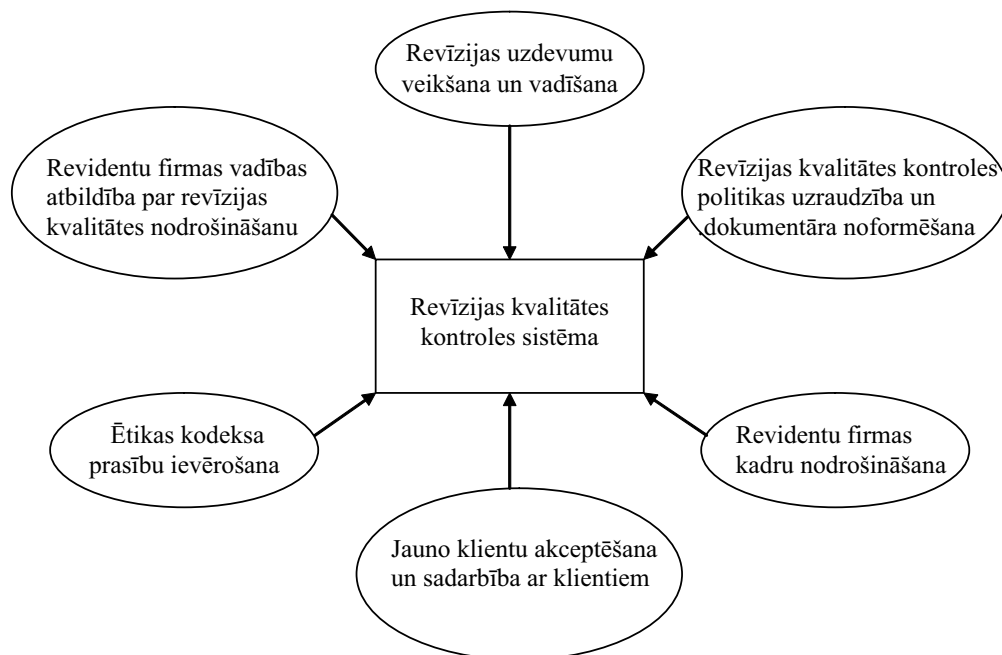 Revīzijas uzdevumu
veikšana un vadīšana
Revidentu firmas vadības
atbildība par revīzijas
kvalitātes nodrošināšanu
Revīzijas kvalitātes kontroles
politikas uzraudzība un
.dokumentāra noformēšana
Revīzijas kvalitātes
kontroles sistēma
Ētikas kodeksa
prasību ievērošana
Revidentu firmas
kadru nodrošināšana
Jauno klientu akceptēšana
un sadarbība ar klientiem